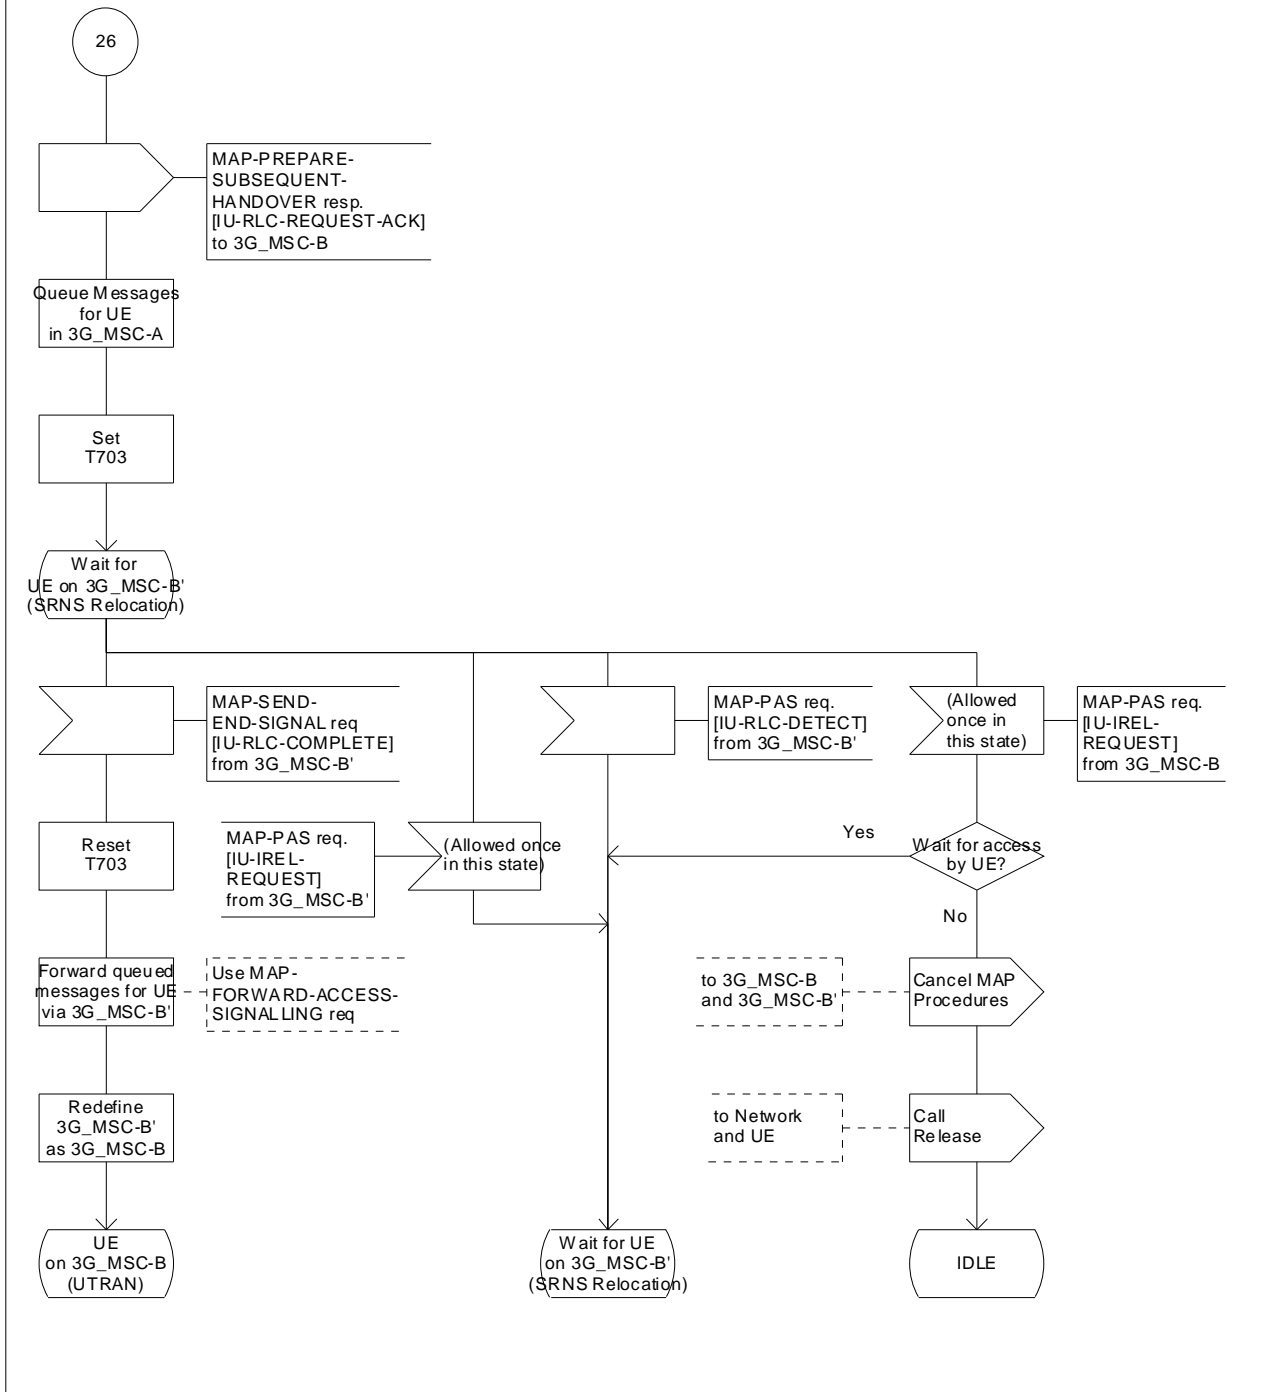 26
MAP-PREPARE-
SUBSEQUENT-
HANDOVER resp.
[IU-RLC-REQUEST-ACK]
to 3G_MSC-B
Queue Messages
for UE
in 3G_MSC-A
Set
T703
Wait for
UE on 3G_MSC-B'
(SRNS Relocation)
MAP-SEND-
END-SIGNAL req
[IU-RLC-COMPLETE]
from 3G_MSC-B'
MAP-PAS req.
[IU-RLC-DETECT]
from 3G_MSC-B'
(Allowed
once in
this state)
MAP-PAS req.
[IU-IREL-
REQUEST]
from 3G_MSC-B
Reset
T703
MAP-PAS req.
[IU-IREL-
REQUEST]
from 3G_MSC-B'
(Allowed once
in this state)
Yes
Wait for access
by UE?
No
Forward queued
messages for UE
via 3G_MSC-B'
Use MAP-
FORWARD-ACCESS-
SIGNALLING req
to 3G_MSC-B
and 3G_MSC-B'
Cancel MAP
Procedures
Redefine
3G_MSC-B'
as 3G_MSC-B
to Network
and UE
Call
Release
UE
on 3G_MSC-B
(UTRAN)
Wait for UE
on 3G_MSC-B'
(SRNS Relocation)
IDLE